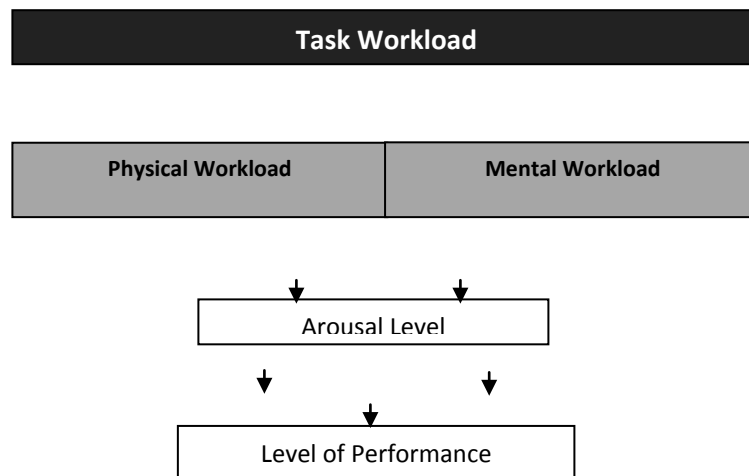 Task Workload
Physical Workload
Mental Workload
Arousal Level
Level of Performance